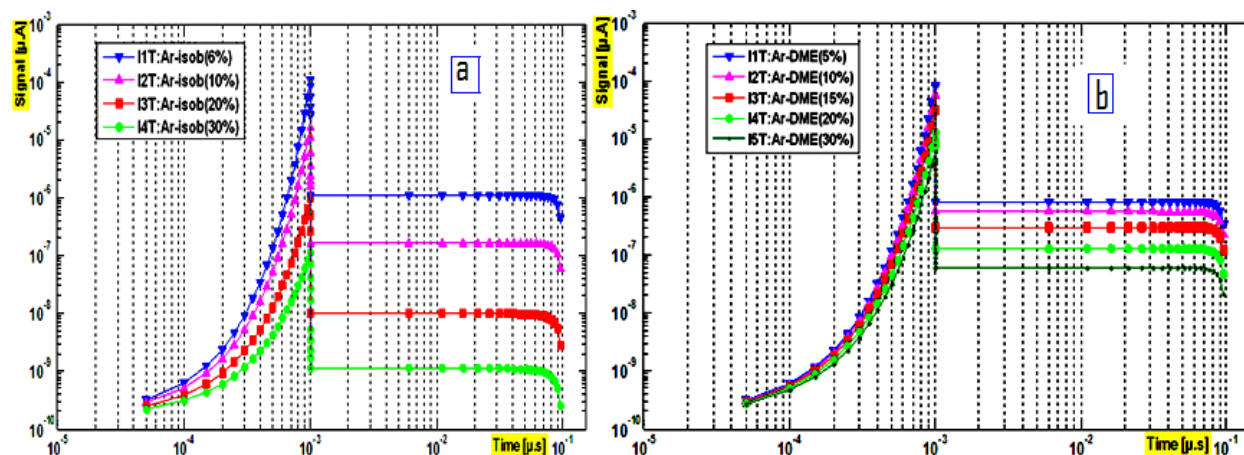 Signal [µ.A]
10^-3
10^-4
10^-5
10^-6
10^-7
10^-8
10^-9
10^-10
I1T:Ar-isob(6%)
I2T:Ar-isob(10%)
I3T:Ar-isob(20%)
I4T:Ar-isob(30%)
a
10^-5
10^-4
10^-3
10^-2
10^-1
Time[µ.s]
Signal [µ.A]
10^-3
10^-4
10^-5
10^-6
10^-7
10^-8
10^-9
10^-10
I1T:Ar-DME(5%)
I2T:Ar-DME(10%)
I3T:Ar-DME(15%)
I4T:Ar-DME(20%)
I5T:Ar-DME(30%)
b
10^-5
10^-4
10^-3
10^-2
10^-1
Time [µ.s]